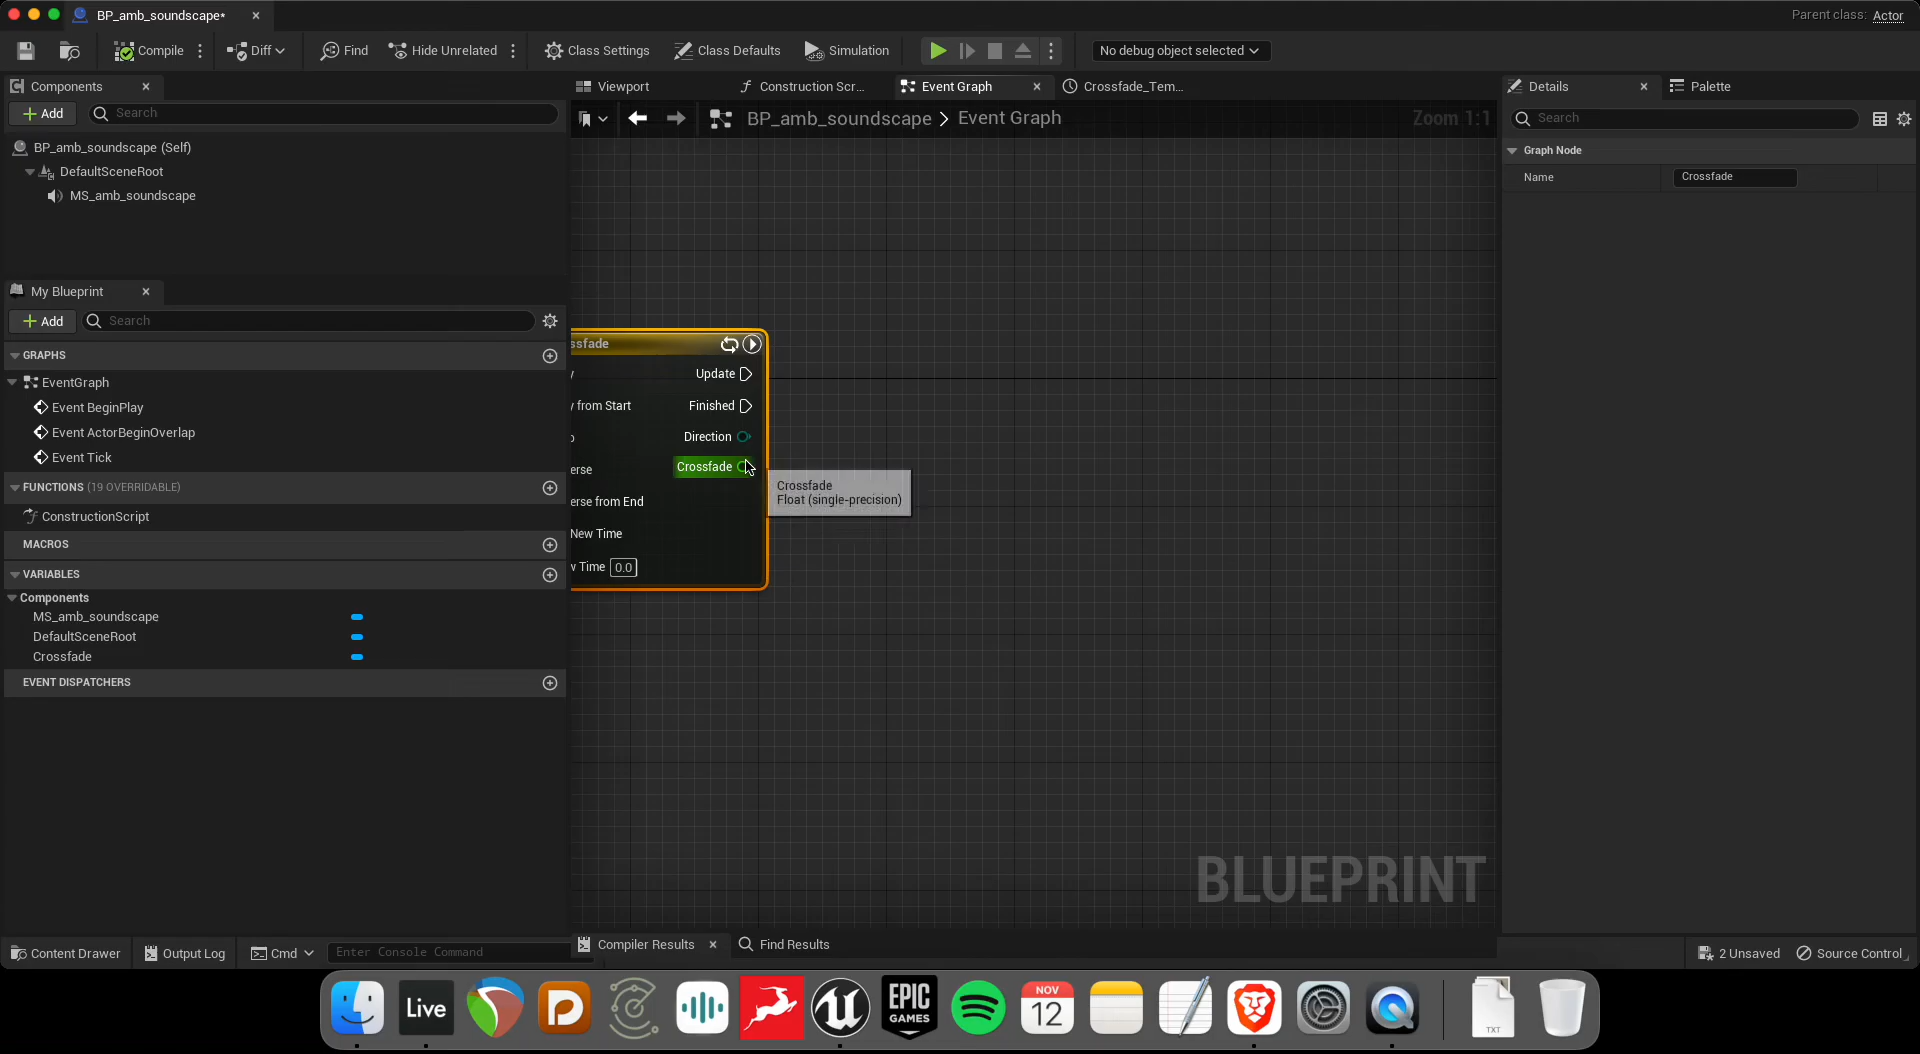 BP_amb_soundscape*
Parent class: Actor
Compile
Diff
Find
Hide Unrelated
Class Settings
Class Defaults
Simulation
No debug object selected
Components
Add
Search
BP_amb_soundscape (Self)
DefaultSceneRoot
MS_amb_soundscape
My Blueprint
Add
Search
GRAPHS
EventGraph
Event BeginPlay
Event ActorBeginOverlap
Event Tick
FUNCTIONS (19 OVERRIDABLE)
ConstructionScript
MACROS
VARIABLES
Components
MS_amb_soundscape
DefaultSceneRoot
Crossfade
EVENT DISPATCHERS
Viewport
Construction Scr...
Event Graph
Crossfade_Tem...
BP_amb_soundscape > Event Graph
Zoom 1:1
ssfade
Update
y from Start
Finished
Direction
erse
Crossfade
erse from End
New Time
Time 0.0
Crossfade
Float (single-precision)
BLUEPRINT
Details
Palette
Search
Graph Node
Name
Crossfade
Content Drawer
Output Log
Cmd
Enter Console Command
Compiler Results
Find Results
2 Unsaved
Source Control
Live
EPIC
GAMES
NOV
12
TXT